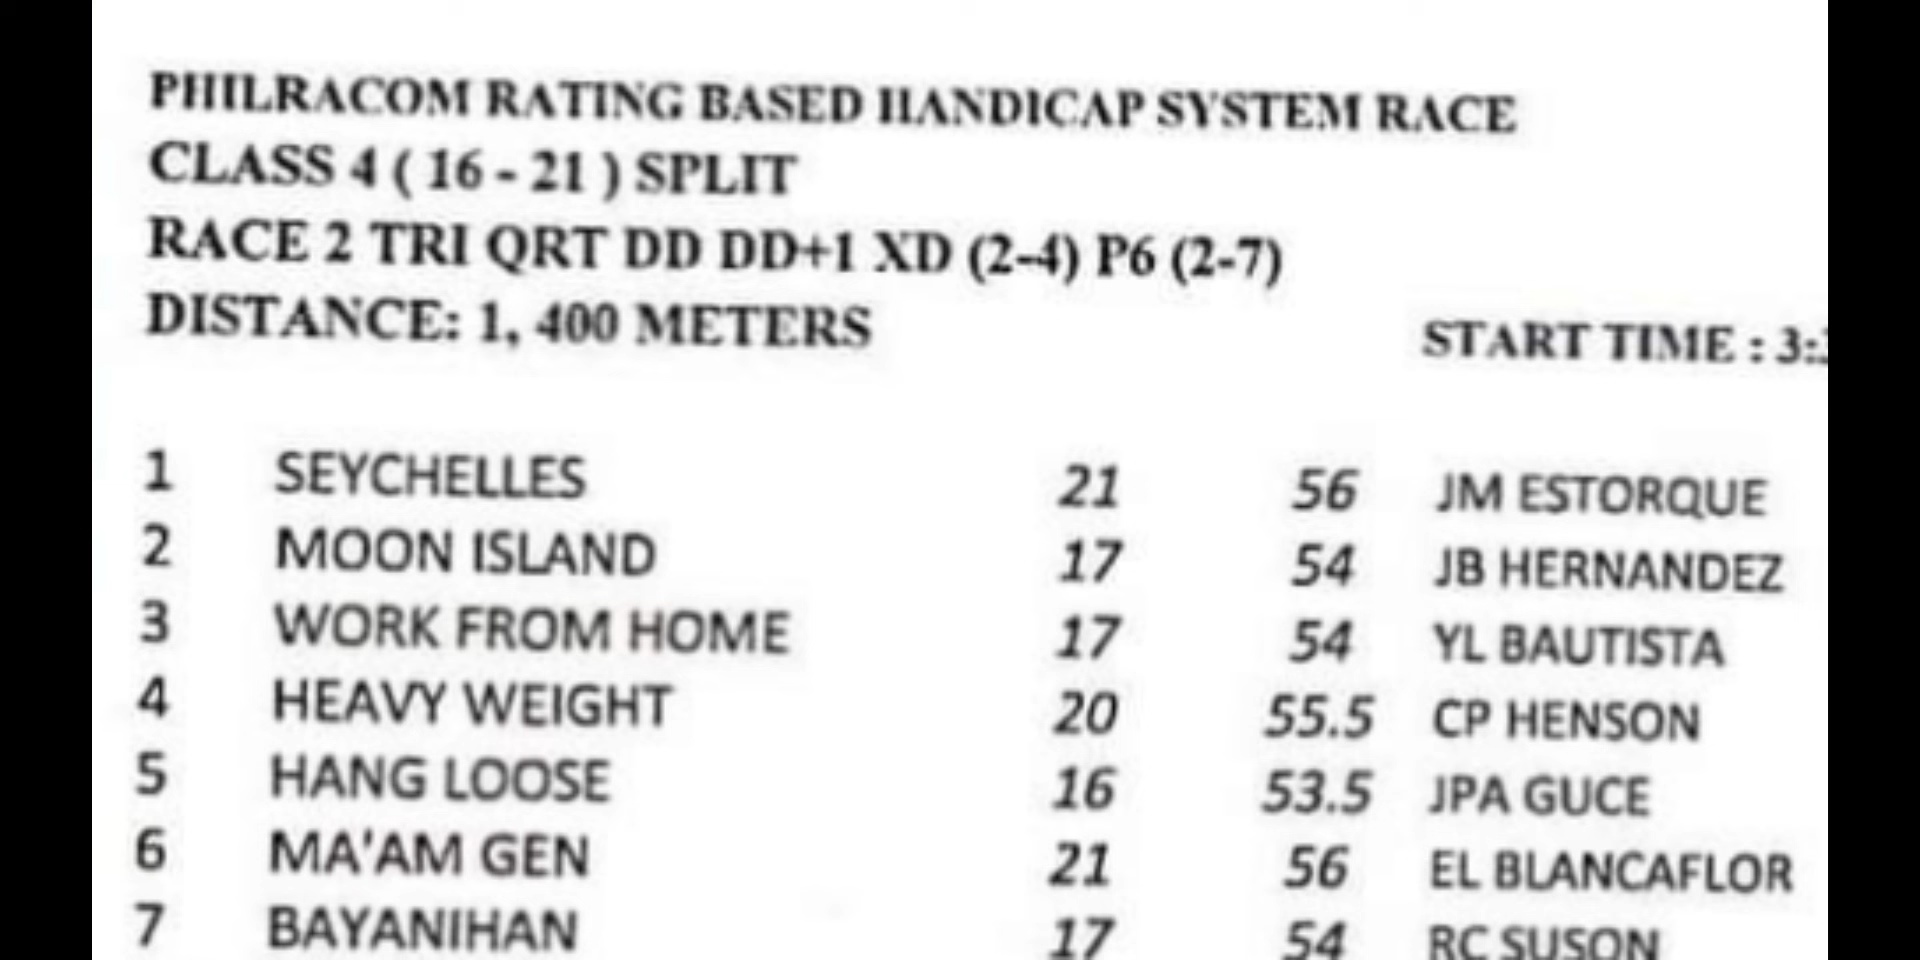 PHILRACOM RATING BASED HANDICAP SYSTEM RACE
CLASS 4 ( 16 - 21 ) SPLIT
RACE 2 TRI QRT DD DD+1 XD (2-4) P6 (2-7)
DISTANCE: 1, 400 METERS START TIME : 3:
1 SEYCHELLES 21 56 JM ESTORQUE
2 MOON ISLAND 17 54 JB HERNANDEZ
3 WORK FROM HOME 17 54 YL BAUTISTA
4 HEAVY WEIGHT 20 55.5 CP HENSON
5 HANG LOOSE 16 53.5 JPA GUCE
6 MA'AM GEN 21 56 EL BLANCAFLOR
7 BAYANIHAN 17 54 RC SUSON